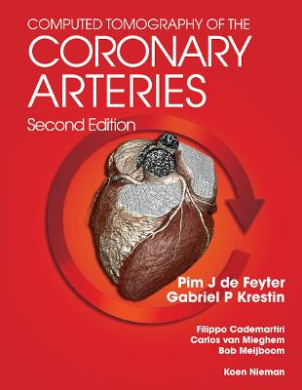 COMPUTED TOMOGRAPHY OF THE
CORONARY
ARTERIES
Second Edition
Pim J de Feyter
Gabriel P Krestin
Filippo Cademartiri
Carlos van Mieghem
Bob Meijboom
Koen Nieman